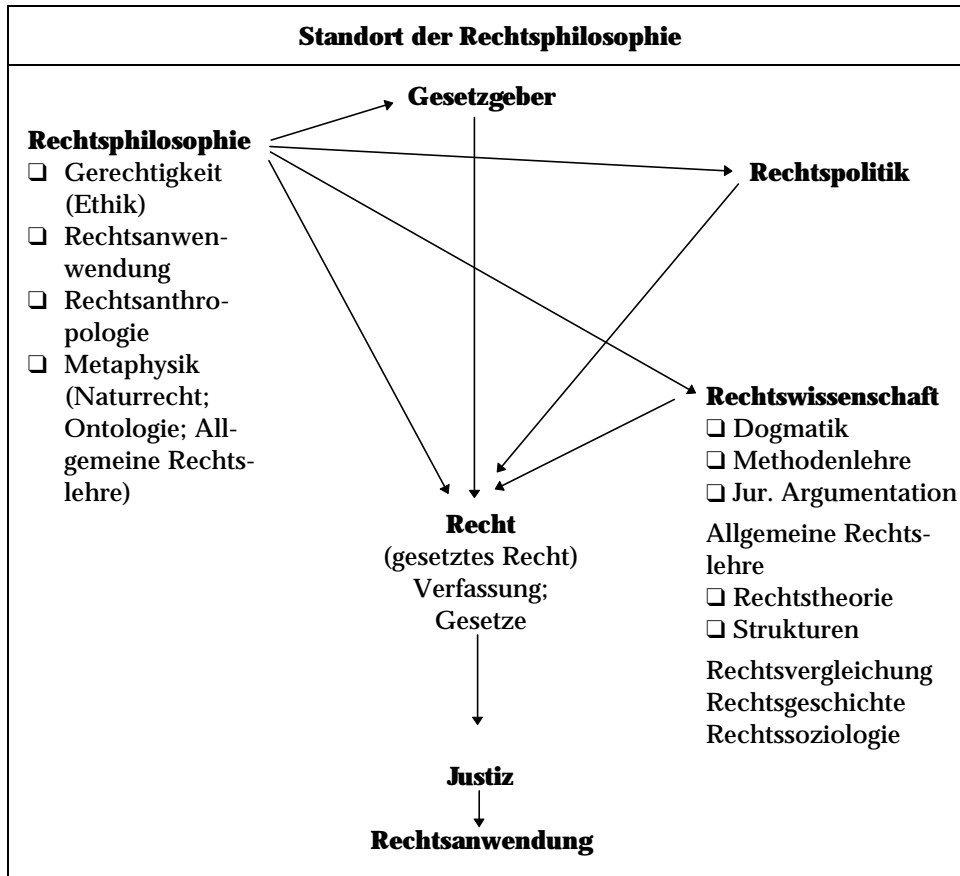 Standort der Rechtsphilosophie
Gesetzgeber
Rechtsphilosophie
❑ Gerechtigkeit
(Ethik)
❑ Rechtsanwen-
wendung
❑ Rechtsanthro-
pologie
❑ Metaphysik
(Naturrecht;
Ontologie; All-
gemeine Rechts-
lehre)
Rechtspolitik
Rechtswissenschaft
❑ Dogmatik
❑ Methodenlehre
❑ Jur. Argumentation
Allgemeine Rechts-
lehre
❑ Rechtstheorie
❑ Strukturen
Rechtsvergleichung
Rechtsgeschichte
Rechtssoziologie
Recht
(gesetztes Recht)
Verfassung;
Gesetze
Justiz
Rechtsanwendung